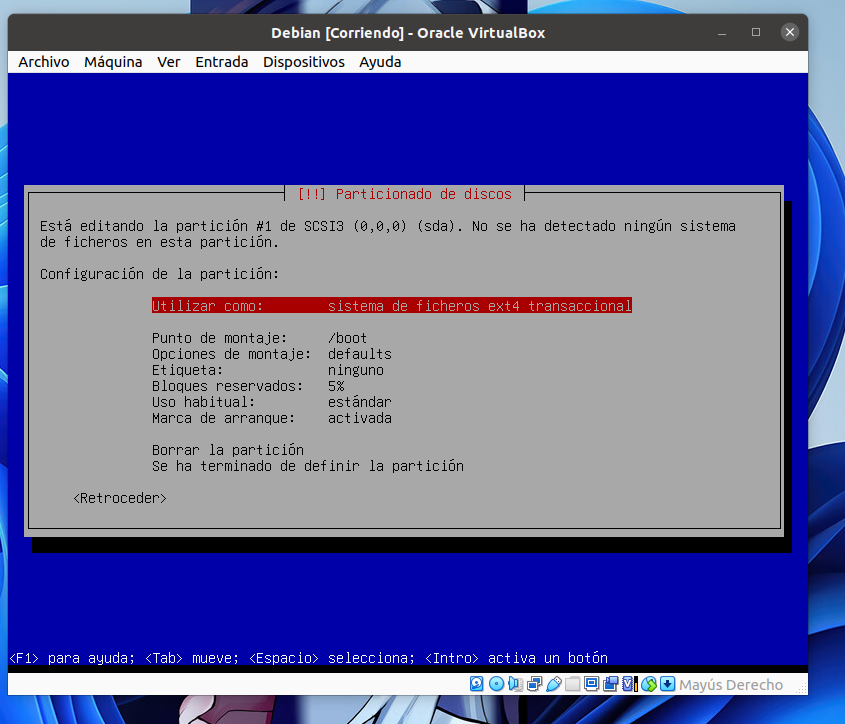 Debian [Corriendo] - Oracle VirtualBox
Archivo Máquina Ver Entrada Dispositivos Ayuda
[!!] Particionado de discos
Está editando la partición #1 de SCSI3 (0,0,0) (sda). No se ha detectado ningún sistema
de ficheros en esta partición.
Configuración de la partición:
Utilizar como: sistema de ficheros ext4 transaccional
Punto de montaje: /boot
Opciones de montaje: defaults
Etiqueta: ninguno
Bloques reservados: 5%
Uso habitual: estándar
Marca de arranque: activada
Borrar la partición
Se ha terminado de definir la partición
<Retroceder>
<F1> para ayuda; <Tab> mueve; <Espacio> selecciona; <Intro> activa un botón
Mayús Derecho